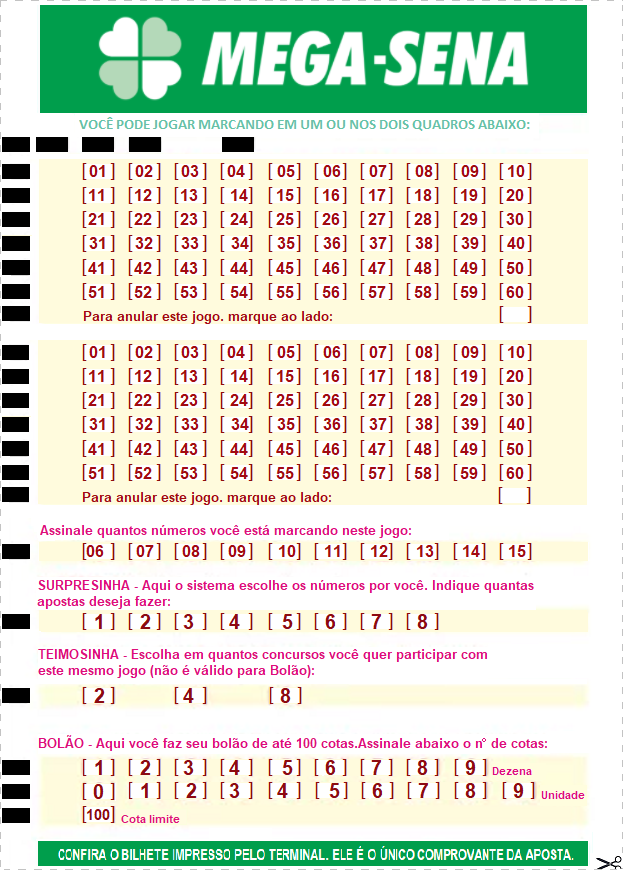 MEGA-SENA
VOCÊ PODE JOGAR MARCANDO EM UM OU NOS DOIS QUADROS ABAIXO:
[01] [02] [03] [04] [05] [06] [07] [08] [09] [10]
[11] [12] [13] [14] [15] [16] [17] [18] [19] [20]
[21] [22] [23] [24] [25] [26] [27] [28] [29] [30]
[31] [32] [33] [34] [35] [36] [37] [38] [39] [40]
[41] [42] [43] [44] [45] [46] [47] [48] [49] [50]
[51] [52] [53] [54] [55] [56] [57] [58] [59] [60]
Para anular este jogo. marque ao lado: [ ]
[01] [02] [03] [04] [05] [06] [07] [08] [09] [10]
[11] [12] [13] [14] [15] [16] [17] [18] [19] [20]
[21] [22] [23] [24] [25] [26] [27] [28] [29] [30]
[31] [32] [33] [34] [35] [36] [37] [38] [39] [40]
[41] [42] [43] [44] [45] [46] [47] [48] [49] [50]
[51] [52] [53] [54] [55] [56] [57] [58] [59] [60]
Para anular este jogo. marque ao lado: [ ]
Assinale quantos números você está marcando neste jogo:
[06] [07] [08] [09] [10] [11] [12] [13] [14] [15]
SURPRESINHA - Aqui o sistema escolhe os números por você. Indique quantas
apostas deseja fazer:
[1] [2] [3] [4] [5] [6] [7] [8]
TEIMOSINHA - Escolha em quantos concursos você quer participar com
este mesmo jogo (não é válido para Bolão):
[2] [4] [8]
BOLÃO - Aqui você faz seu bolão de até 100 cotas.Assinale abaixo o n° de cotas:
[1] [2] [3] [4] [5] [6] [7] [8] [9] Dezena
[0] [1] [2] [3] [4] [5] [6] [7] [8] [9] Unidade
[100] Cota limite
CONFIRA O BILHETE IMPRESSO PELO TERMINAL. ELE É O ÚNICO COMPROVANTE DA APOSTA.